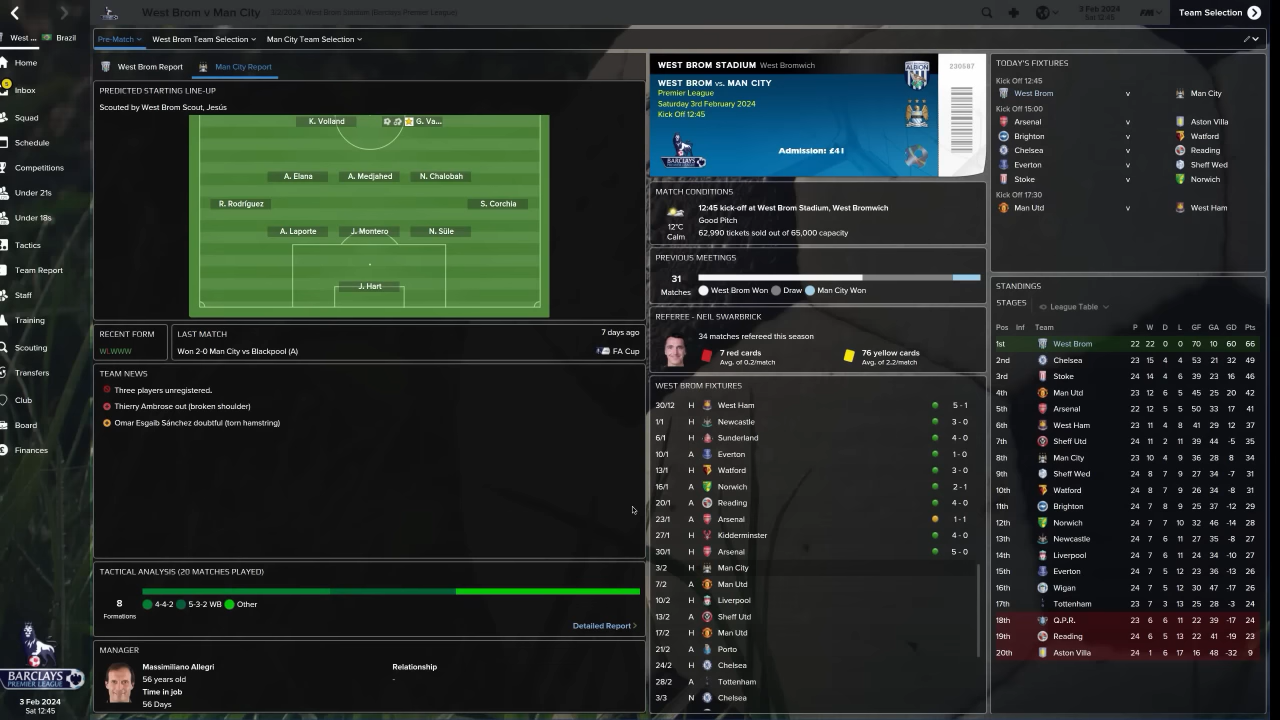 West Brom v Man City
3 Feb 2024
Sat 12:45
Team Selection
West ... Brazil
Pre-Match
West Brom Team Selection
Man City Team Selection
Home
Inbox
Squad
Schedule
Competitions
Under 21s
Under 18s
Tactics
Team Report
Staff
Training
Scouting
Transfers
Club
Board
Finances
BARCLAYS
PREMIER LEAGUE
3 Feb 2024
Sat 12:45
West Brom Report
Man City Report
PREDICTED STARTING LINE-UP
Scouted by West Brom Scout, Jesús
K. Volland G. Va...
A. Elana A. Medjahed N. Chalobah
R. Rodríguez S. Corchia
A. Laporte J. Montero N. Süle
J. Hart
RECENT FORM
WLWWW
LAST MATCH 7 days ago
Won 2-0 Man City vs Blackpool (A) FA Cup
TEAM NEWS
Three players unregistered.
Thierry Ambrose out (broken shoulder)
Omar Esgaib Sánchez doubtful (torn hamstring)
TACTICAL ANALYSIS (20 MATCHES PLAYED)
8
Formations
4-4-2 5-3-2 WB Other
Detailed Report
MANAGER
Massimiliano Allegri Relationship
56 years old -
Time in job
56 Days
WEST BROM STADIUM West Bromwich
230587
WEST BROM vs. MAN CITY
Premier League
Saturday 3rd February 2024
Kick Off 12:45
Admission: £41
ALBION
BARCLAYS
MATCH CONDITIONS
12:45 kick-off at West Brom Stadium, West Bromwich
Good Pitch
12°C
Calm
62,990 tickets sold out of 65,000 capacity
PREVIOUS MEETINGS
31
Matches
West Brom Won Draw Man City Won
REFEREE - NEIL SWARBRICK
34 matches refereed this season
7 red cards 76 yellow cards
Avg. of 0.2/match Avg. of 2.2/match
WEST BROM FIXTURES
30/12 H West Ham 5 - 1
1/1 H Newcastle 3 - 0
6/1 H Sunderland 4 - 0
10/1 A Everton 1 - 0
13/1 H Watford 3 - 0
16/1 A Norwich 2 - 1
20/1 A Reading 4 - 0
23/1 A Arsenal 1 - 1
27/1 H Kidderminster 4 - 0
30/1 H Arsenal 5 - 0
3/2 H Man City
7/2 A Man Utd
10/2 H Liverpool
13/2 A Sheff Utd
17/2 H Man Utd
21/2 A Porto
24/2 H Chelsea
28/2 A Tottenham
3/3 N Chelsea
TODAY'S FIXTURES
Kick Off 12:45
West Brom v Man City
Kick Off 15:00
Arsenal v Aston Villa
Brighton v Watford
Chelsea v Reading
Everton v Sheff Wed
Stoke v Norwich
Kick Off 17:30
Man Utd v West Ham
STANDINGS
STAGES League Table
Pos Inf Team P W D L GF GA GD Pts
1st West Brom 22 22 0 0 70 10 60 66
2nd Chelsea 23 15 4 4 53 21 32 49
3rd Stoke 24 14 4 6 39 23 16 46
4th Man Utd 23 12 6 5 45 25 20 42
5th Arsenal 22 12 5 5 50 33 17 41
6th West Ham 23 11 4 8 41 29 12 37
7th Sheff Utd 24 11 2 11 39 44 -5 35
8th Man City 23 10 4 9 36 28 8 34
9th Sheff Wed 24 8 7 9 27 34 -7 31
10th Watford 24 8 7 9 26 34 -8 31
11th Brighton 24 7 8 9 25 37 -12 29
12th Norwich 24 7 7 10 32 46 -14 28
13th Newcastle 24 7 6 11 27 35 -8 27
14th Liverpool 24 7 6 11 24 34 -10 27
15th Everton 24 7 5 12 23 36 -13 26
16th Wigan 24 7 5 12 30 47 -17 26
17th Tottenham 23 7 3 13 25 28 -3 24
18th Q.P.R. 23 6 6 11 22 39 -17 24
19th Reading 24 6 5 13 22 41 -19 23
20th Aston Villa 24 1 6 17 16 48 -32 9